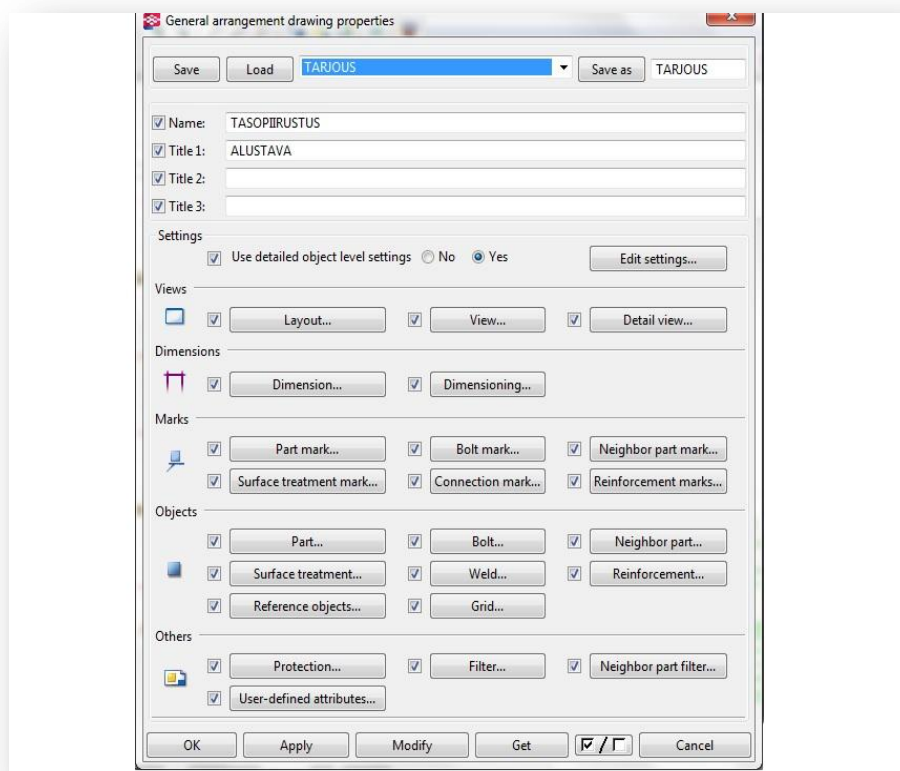 General arrangement drawing properties
Save Load TARJOUS Save as TARJOUS
Name: TASOPIIRUSTUS
Title 1: ALUSTAVA
Title 2:
Title 3:
Settings
Use detailed object level settings No Yes Edit settings...
Views
Layout... View... Detail view...
Dimensions
Dimension... Dimensioning...
Marks
Part mark... Bolt mark... Neighbor part mark...
Surface treatment mark... Connection mark... Reinforcement marks...
Objects
Part... Bolt... Neighbor part...
Surface treatment... Weld... Reinforcement...
Reference objects... Grid...
Others
Protection... Filter... Neighbor part filter...
User-defined attributes...
OK Apply Modify Get / Cancel